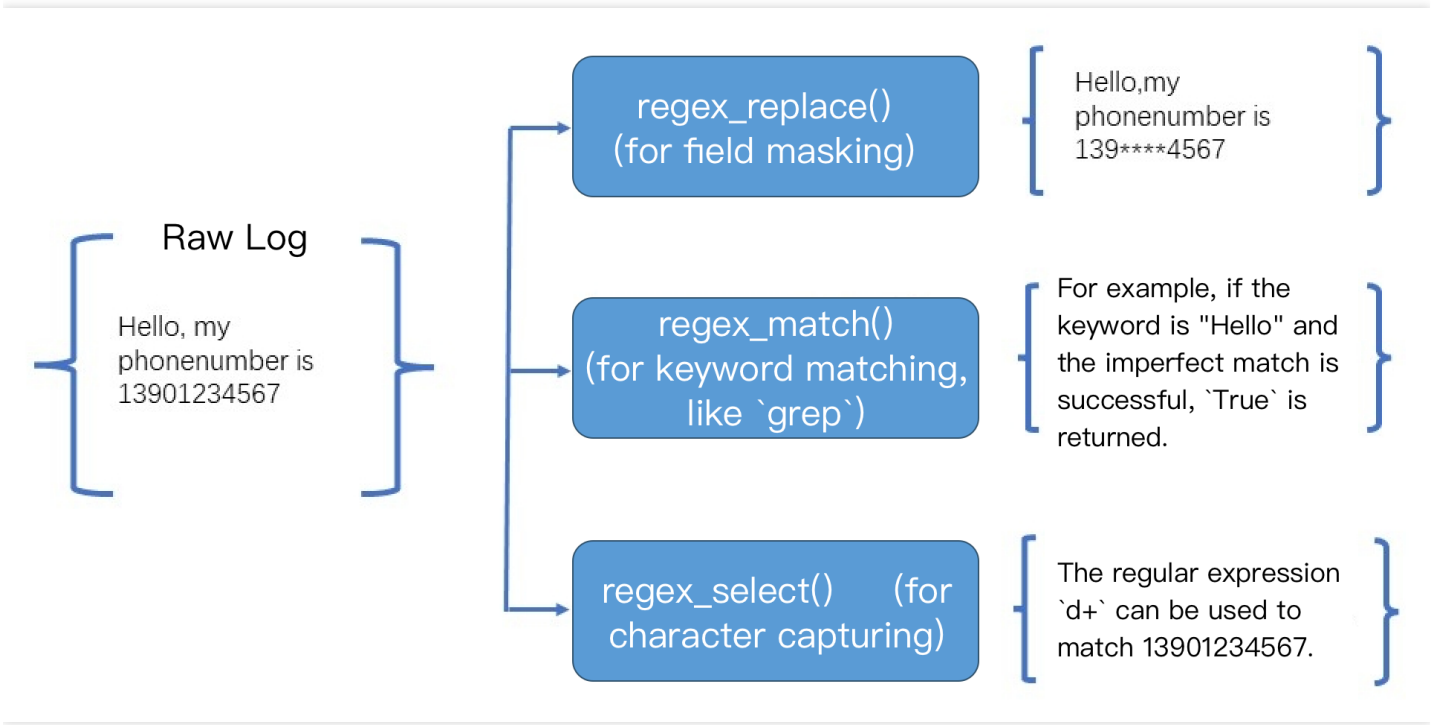 Raw Log
Hello, my
phonenumber is
13901234567
regex_replace()
(for field masking)
Hello,my
phonenumber is
139****4567
regex_match()
(for keyword matching,
like `grep`)
For example, if the
keyword is "Hello" and
the imperfect match is
successful, `True` is
returned.
regex_select() (for
character capturing)
The regular expression
`d+` can be used to
match 13901234567.